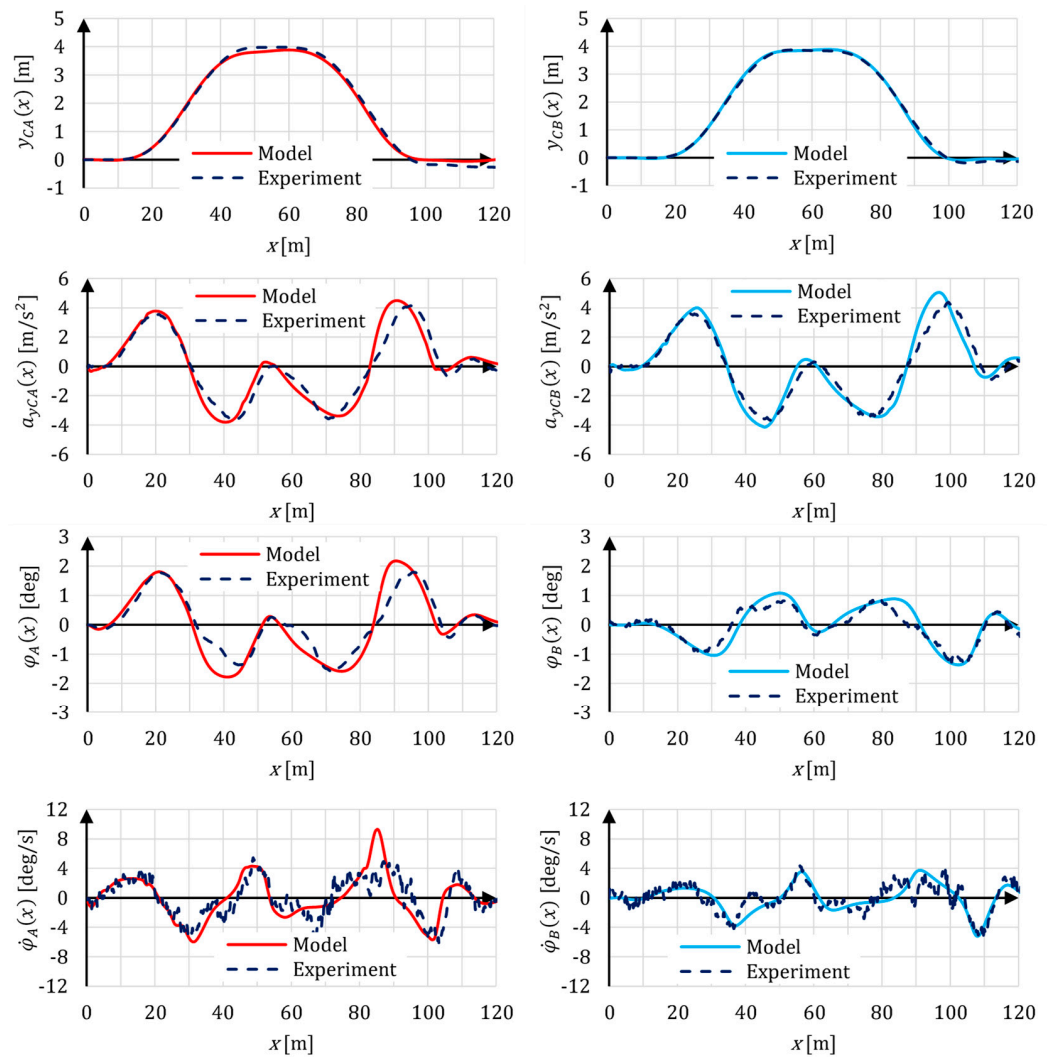 y_CA(x) [m]
5
4
3
2
1
0
-1
Model
Experiment
0 20 40 60 80 100 120
x [m]
y_CB(x) [m]
5
4
3
2
1
0
-1
Model
Experiment
0 20 40 60 80 100 120
x [m]
a_yCA(x) [m/s²]
6
4
2
0
-2
-4
-6
Model
Experiment
0 20 40 60 80 100 120
x [m]
a_yCB(x) [m/s²]
6
4
2
0
-2
-4
-6
Model
Experiment
0 20 40 60 80 100 120
x [m]
φ_A(x) [deg]
3
2
1
0
-1
-2
-3
Model
Experiment
0 20 40 60 80 100 120
x [m]
φ_B(x) [deg]
3
2
1
0
-1
-2
-3
Model
Experiment
0 20 40 60 80 100 120
x [m]
φ̇_A(x) [deg/s]
12
8
4
0
-4
-8
-12
Model
Experiment
0 20 40 60 80 100 120
x [m]
φ̇_B(x) [deg/s]
12
8
4
0
-4
-8
-12
Model
Experiment
0 20 40 60 80 100 120
x [m]